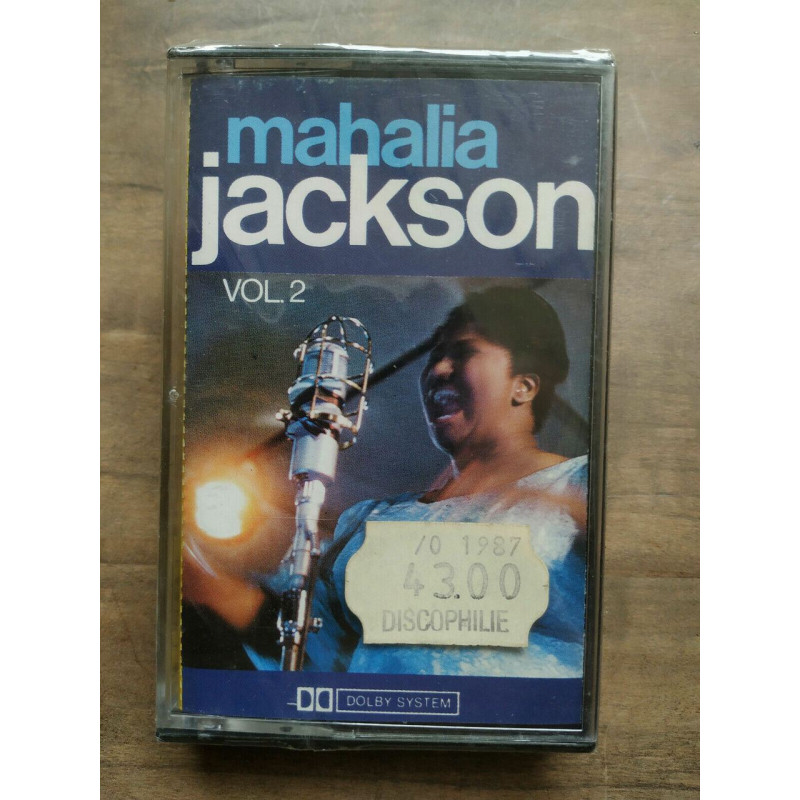 mahalia
jackson
VOL. 2
/0 1987
43.00
DISCOPHILIE
DOLBY SYSTEM